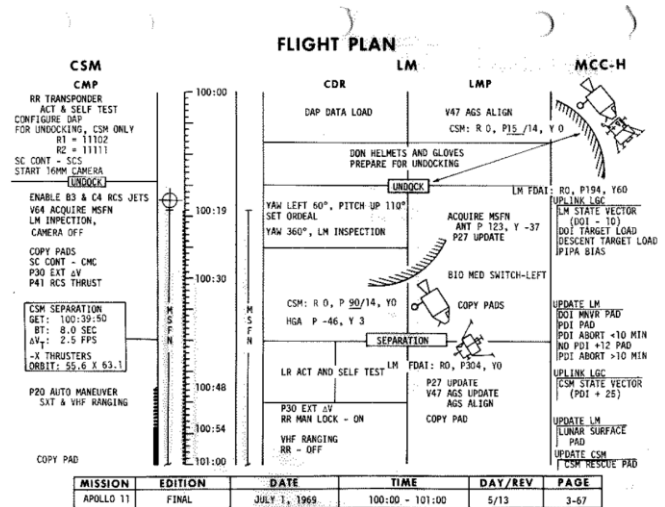 FLIGHT PLAN
CSM
LM
MCC-H
CMP
CDR
LMP
RR TRANSPONDER
ACT & SELF TEST
CONFIGURE DAP
FOR UNDOCKING, CSM ONLY
R1 = 11102
R2 = 11111
SC CONT - SCS
START 16MM CAMERA
UNDOCK
ENABLE B3 & C4 RCS JETS
V64 ACQUIRE MSFN
LM INSPECTION,
CAMERA OFF
COPY PADS
SC CONT - CMC
P30 EXT ΔV
P41 RCS THRUST
CSM SEPARATION
GET: 100:39:50
BT: 8.0 SEC
ΔVT: 2.5 FPS
-X THRUSTERS
ORBIT: 55.6 X 63.1
P20 AUTO MANEUVER
SXT & VHF RANGING
COPY PAD
100:00
100:19
100:30
100:48
100:54
101:00
MSFN
MSFN
DAP DATA LOAD
V47 AGS ALIGN
CSM: R 0, P15 /14, Y 0
DON HELMETS AND GLOVES
PREPARE FOR UNDOCKING
UNDOCK
LM FDAI: R0, P194, Y60
YAW LEFT 60°, PITCH UP 110°
SET ORDEAL
YAW 360°, LM INSPECTION
ACQUIRE MSFN
ANT P 123, Y -37
P27 UPDATE
BIO MED SWITCH-LEFT
CSM: R 0, P 90/14, Y0
HGA P -46, Y 3
COPY PADS
SEPARATION
LM FDAI: R0, P304, Y0
LR ACT AND SELF TEST
P27 UPDATE
V47 AGS UPDATE
AGS ALIGN
P30 EXT ΔV
RR MAN LOCK - ON
COPY PAD
VHF RANGING
RR - OFF
UPLINK LGC
LM STATE VECTOR
(DOI - 10)
DOI TARGET LOAD
DESCENT TARGET LOAD
PIPA BIAS
UPDATE LM
DOI MNVR PAD
PDI PAD
PDI ABORT <10 MIN
NO PDI +12 PAD
PDI ABORT >10 MIN
UPLINK LGC
CSM STATE VECTOR
(PDI + 25)
UPDATE LM
LUNAR SURFACE
PAD
UPDATE CSM
CSM RESCUE PAD
MISSION EDITION DATE TIME DAY/REV PAGE
APOLLO 11 FINAL JULY 1, 1969 100:00 - 101:00 5/13 3-67